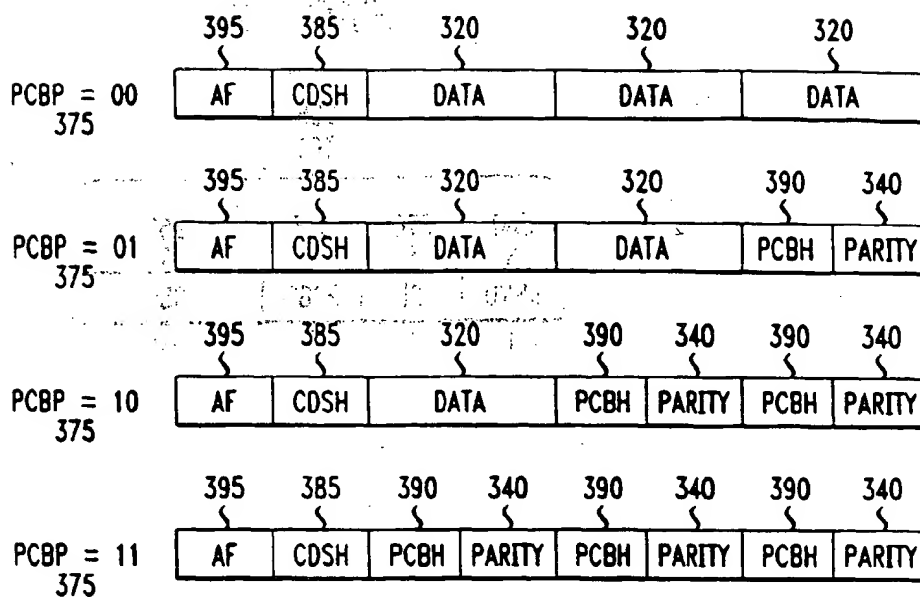 395 385 320 320 320
PCBP = 00 AF CDSH DATA DATA DATA
375
395 385 320 320 390 340
PCBP = 01 AF CDSH DATA DATA PCBH PARITY
375
395 385 320 390 340 390 340
PCBP = 10 AF CDSH DATA PCBH PARITY PCBH PARITY
375
395 385 390 340 390 340 390 340
PCBP = 11 AF CDSH PCBH PARITY PCBH PARITY PCBH PARITY
375